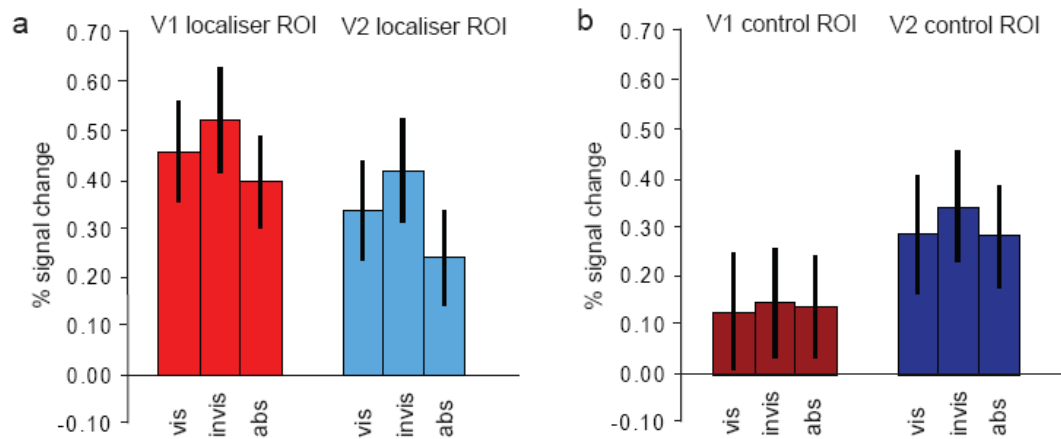 a
V1 localiser ROI V2 localiser ROI
% signal change
0.70
0.60
0.50
0.40
0.30
0.20
0.10
0.00
-0.10
vis invis abs vis invis abs
b
V1 control ROI V2 control ROI
% signal change
0.70
0.60
0.50
0.40
0.30
0.20
0.10
0.00
-0.10
vis invis abs vis invis abs